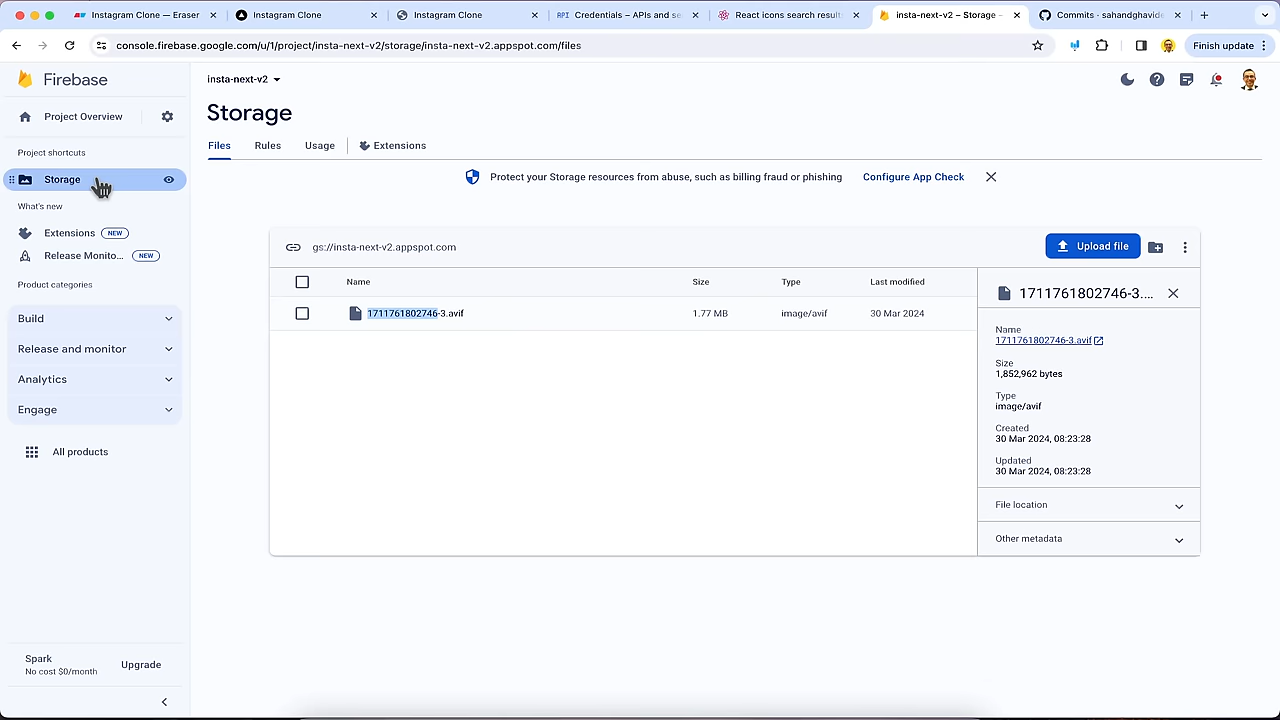 Instagram Clone — Eraser
Instagram Clone
Instagram Clone
API Credentials – APIs and se
React icons search results
insta-next-v2 – Storage –
Commits · sahandghavid
console.firebase.google.com/u/1/project/insta-next-v2/storage/insta-next-v2.appspot.com/files
Finish update
Firebase
insta-next-v2
Project Overview
Storage
Project shortcuts
Files
Rules
Usage
Extensions
Storage
Protect your Storage resources from abuse, such as billing fraud or phishing
Configure App Check
What's new
Extensions NEW
Release Monito... NEW
gs://insta-next-v2.appspot.com
Upload file
Product categories
Name
Size
Type
Last modified
1711761802746-3....
Build
1711761802746-3.avif
1.77 MB
image/avif
30 Mar 2024
Name
1711761802746-3.avif
Release and monitor
Size
1,852,962 bytes
Analytics
Type
image/avif
Engage
Created
30 Mar 2024, 08:23:28
All products
Updated
30 Mar 2024, 08:23:28
File location
Other metadata
Spark
No cost $0/month
Upgrade